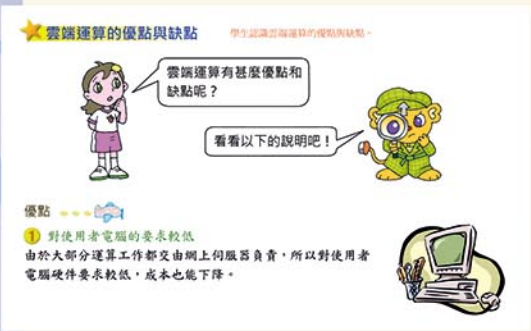 雲端運算的優點與缺點
學生認識雲端運算的優點與缺點。
雲端運算有甚麼優點和
缺點呢？
看看以下的說明吧！
優點
1 對使用者電腦的要求較低
由於大部分運算工作都交由網上伺服器負責，所以對使用者
電腦硬件要求較低，成本也能下降。